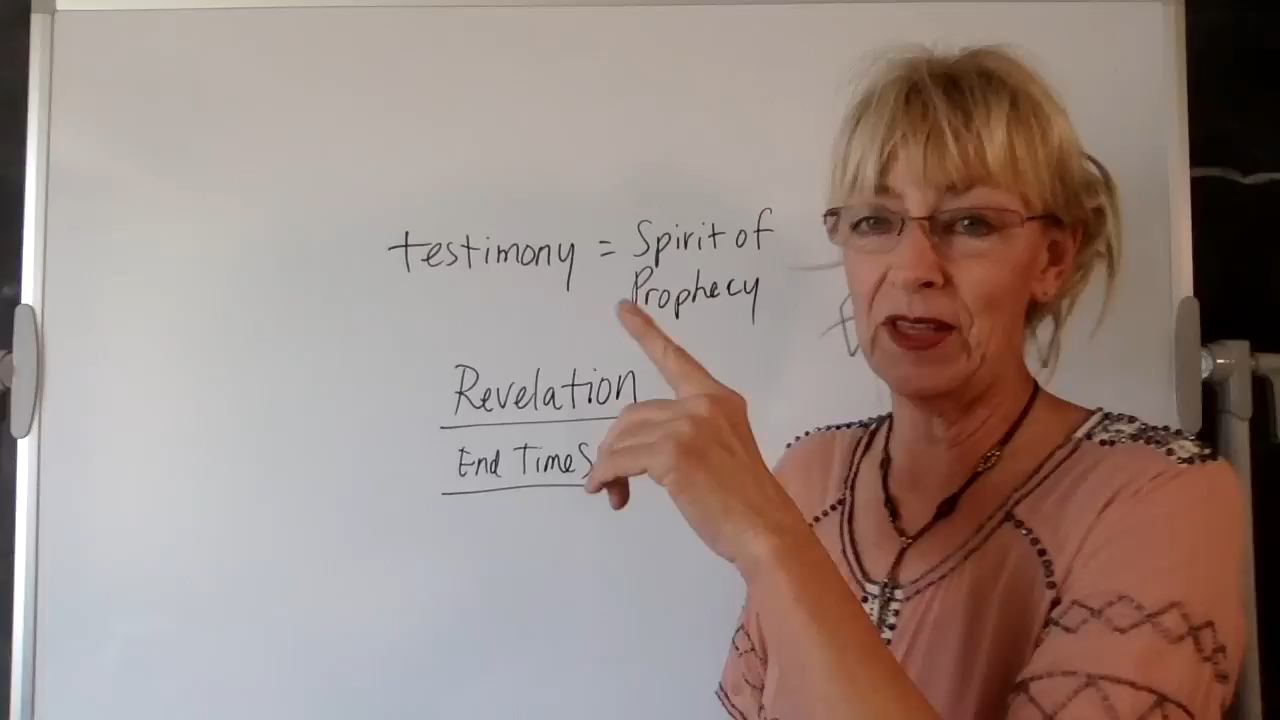 testimony = Spirit of
Prophecy
Revelation
End Times